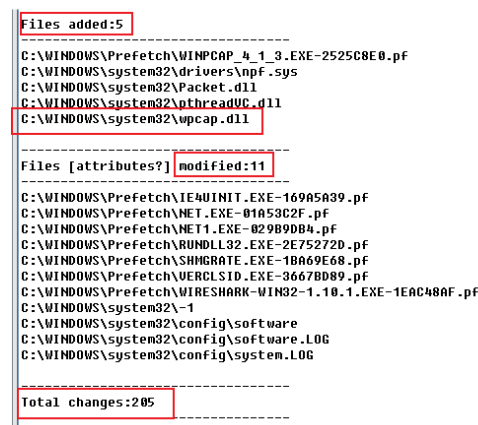 Files added:5
----------------------------------
C:\WINDOWS\Prefetch\WINPCAP_4_1_3.EXE-2525C8E0.pf
C:\WINDOWS\system32\drivers\npf.sys
C:\WINDOWS\system32\Packet.dll
C:\WINDOWS\system32\pthreadVC.dll
C:\WINDOWS\system32\wpcap.dll
----------------------------------
Files [attributes?] modified:11
----------------------------------
C:\WINDOWS\Prefetch\IE4UINIT.EXE-169A5A39.pf
C:\WINDOWS\Prefetch\NET.EXE-01A53C2F.pf
C:\WINDOWS\Prefetch\NET1.EXE-029B9DB4.pf
C:\WINDOWS\Prefetch\RUNDLL32.EXE-2E75272D.pf
C:\WINDOWS\Prefetch\SHMGRATE.EXE-1BA69E68.pf
C:\WINDOWS\Prefetch\VERCLSID.EXE-3667BD89.pf
C:\WINDOWS\Prefetch\WIRESHARK-WIN32-1.10.1.EXE-1EAC48AF.pf
C:\WINDOWS\system32\-1
C:\WINDOWS\system32\config\software
C:\WINDOWS\system32\config\software.LOG
C:\WINDOWS\system32\config\system.LOG
----------------------------------
Total changes:205
----------------------------------